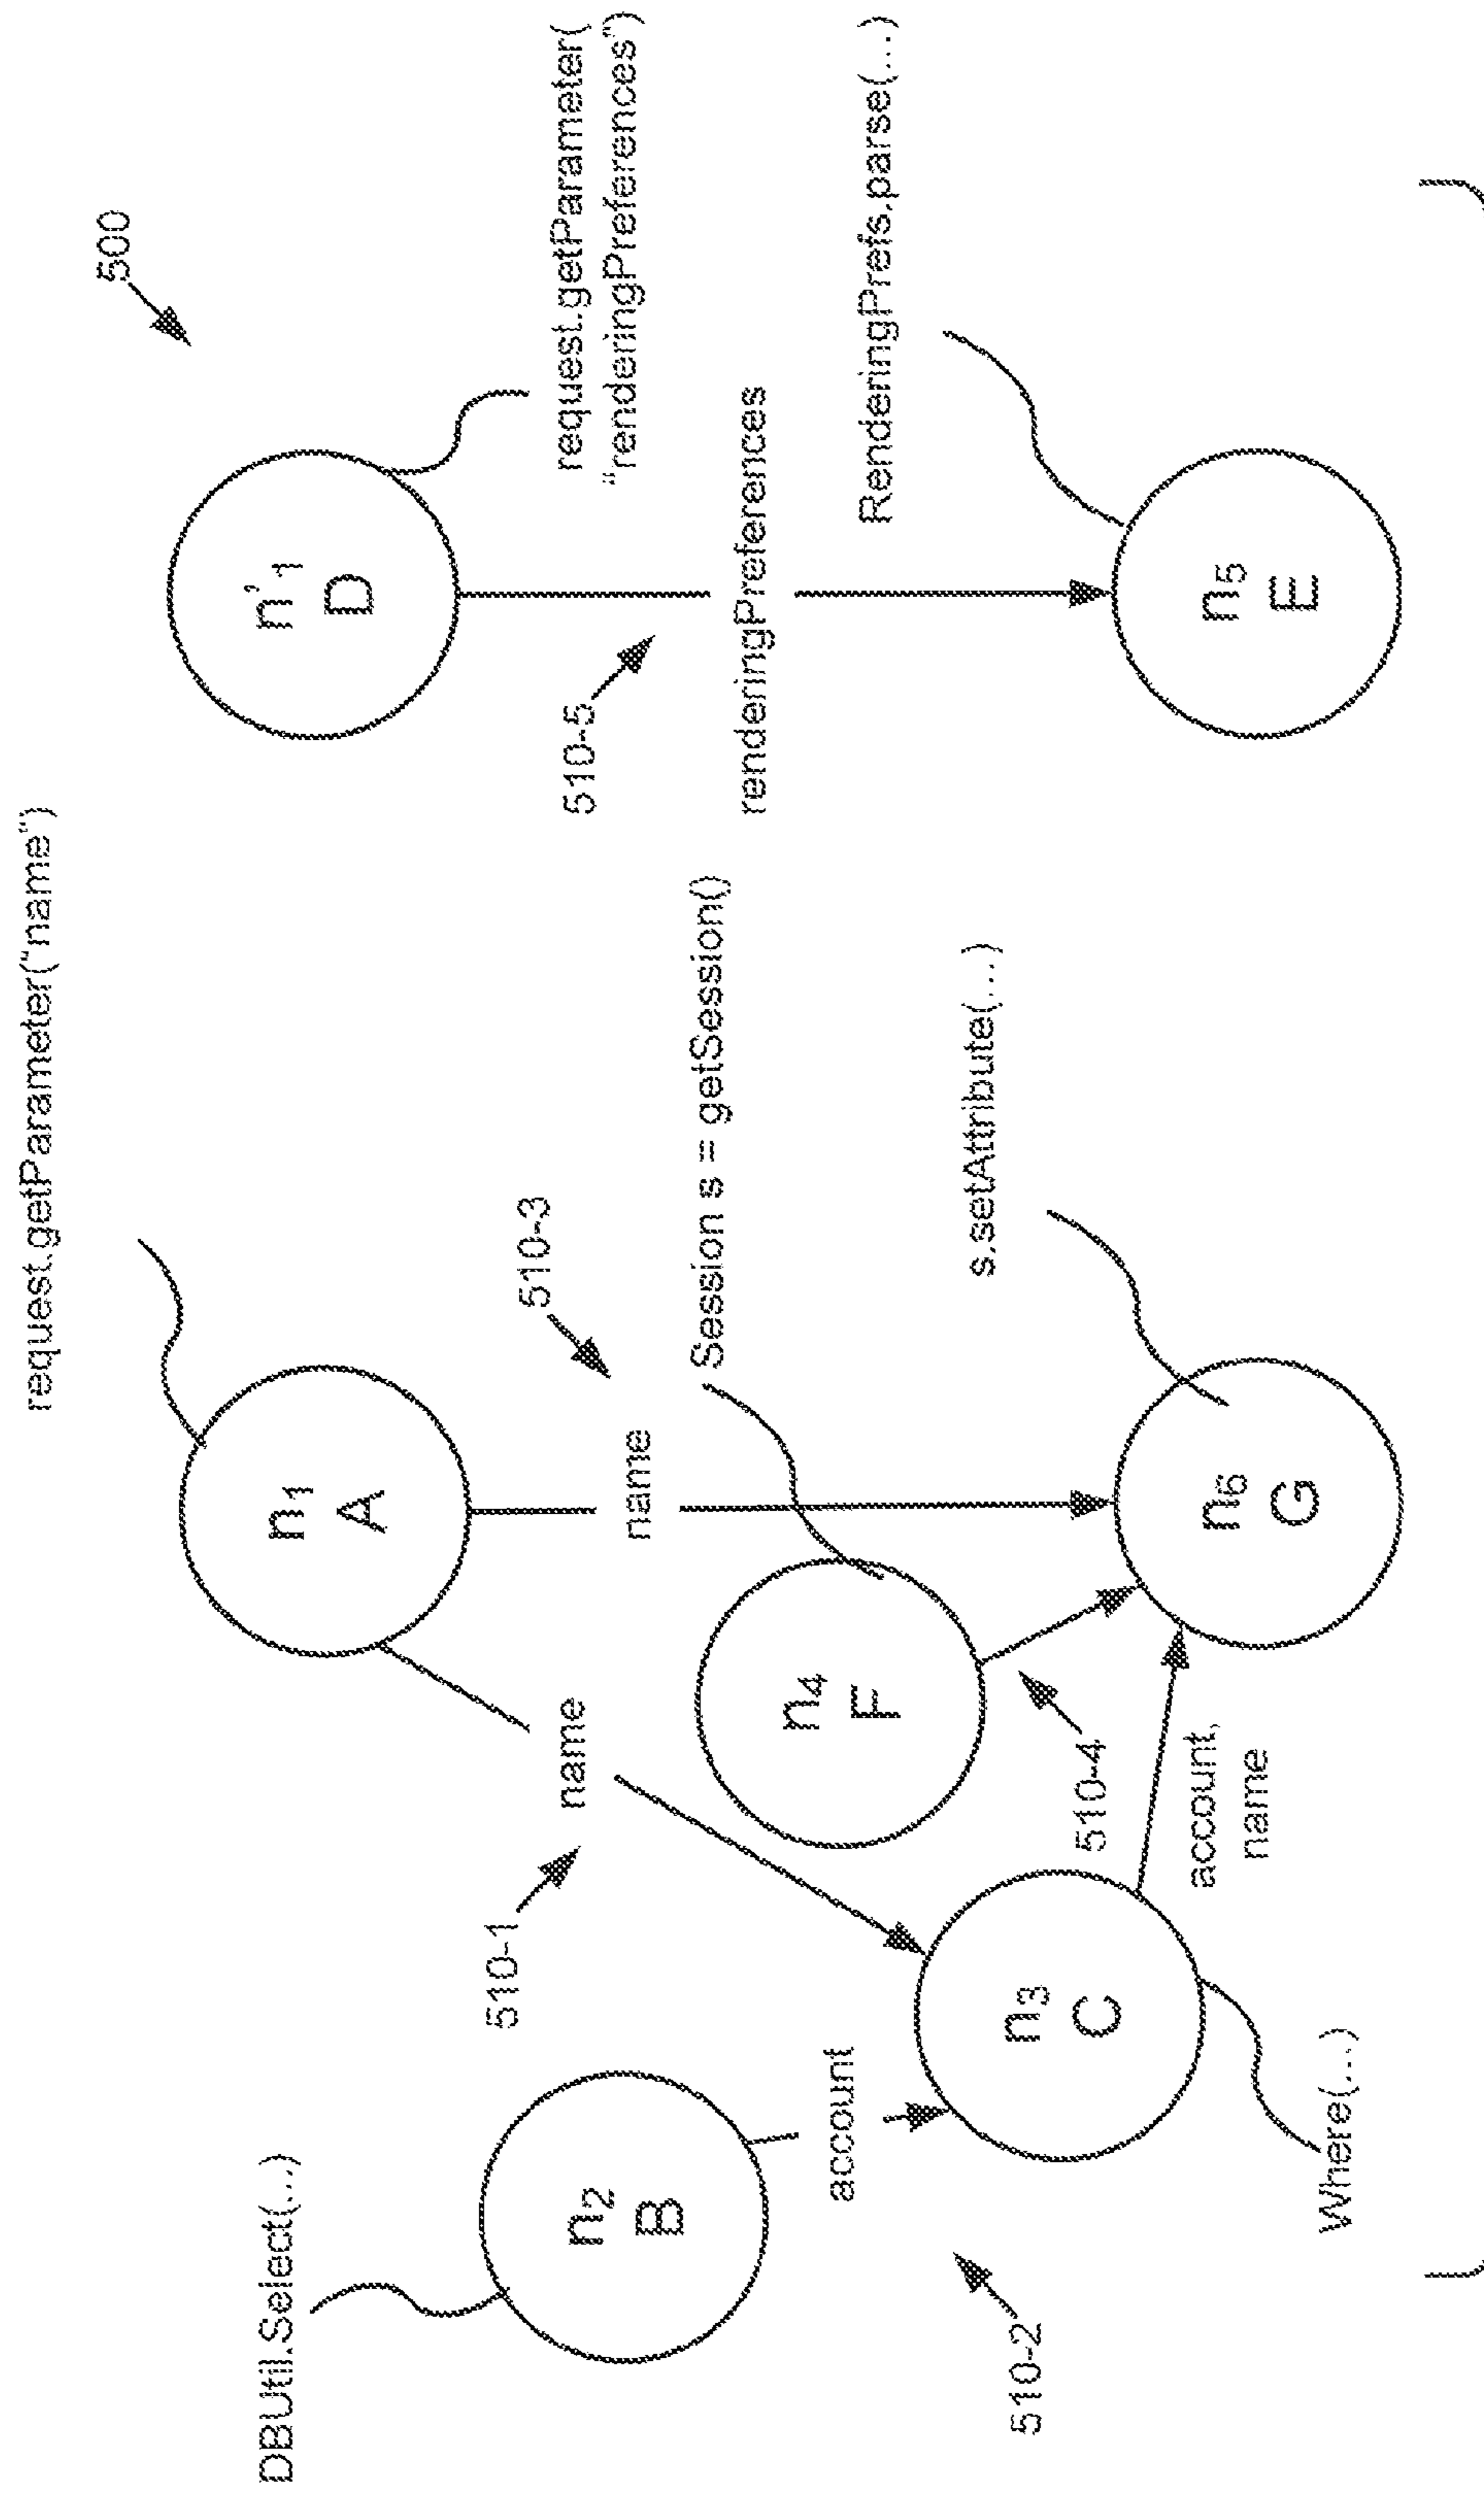 500
request.getParameter("name")
DBUtil.Select(...)
n₁
A
n'₁
D
request.getParameter(
"renderingPreferences")
510-3
510-5
510-1
name
name
n₂
B
Session s = getSession()
renderingPreferences
n₄
F
account
RenderingPrefs.parse(...)
s.setAttribute(...)
510-2
n₃
C
510-4
account,
name
n₆
G
n₅
E
Where(...)